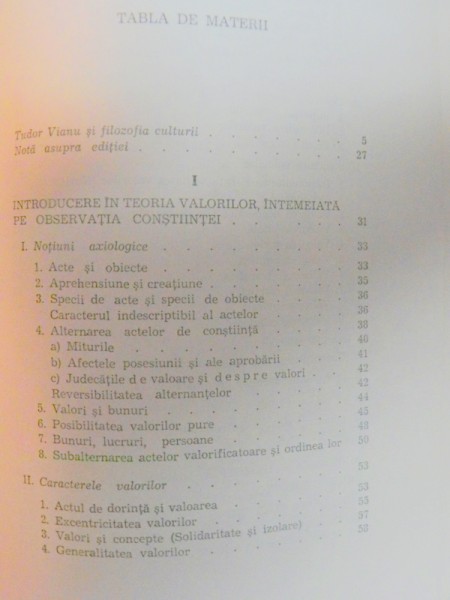 TABLA DE MATERII
Tudor Vianu și filozofia culturii . . . . . . . 5
Notă asupra ediției . . . . . . . . . . 27
I
INTRODUCERE ÎN TEORIA VALORILOR, ÎNTEMEIATĂ
PE OBSERVAȚIA CONȘTIINȚEI . . . . . 31
I. Noțiuni axiologice . . . . . . . . . 33
1. Acte și obiecte . . . . . . . . . 33
2. Aprehensiune și creațiune . . . . . . 35
3. Specii de acte și specii de obiecte . . . . 36
Caracterul indescriptibil al actelor . . . . 36
4. Alternarea actelor de conștiință . . . . . 38
a) Miturile . . . . . . . . . . 40
b) Afectele posesiunii și ale aprobării . . . 41
c) Judecățile de valoare și despre valori . . 42
Reversibilitatea alternanțelor . . . . . 42
5. Valori și bunuri . . . . . . . . . 44
6. Posibilitatea valorilor pure . . . . . . 45
7. Bunuri, lucruri, persoane . . . . . . 48
8. Subalternarea actelor valorificatoare și ordinea lor 50
II. Caracterele valorilor . . . . . . . . 53
1. Actul de dorință și valoarea . . . . . . 53
2. Excentricitatea valorilor . . . . . . . 55
3. Valori și concepte (Solidaritate și izolare) . . 57
4. Generalitatea valorilor . . . . . . . 58